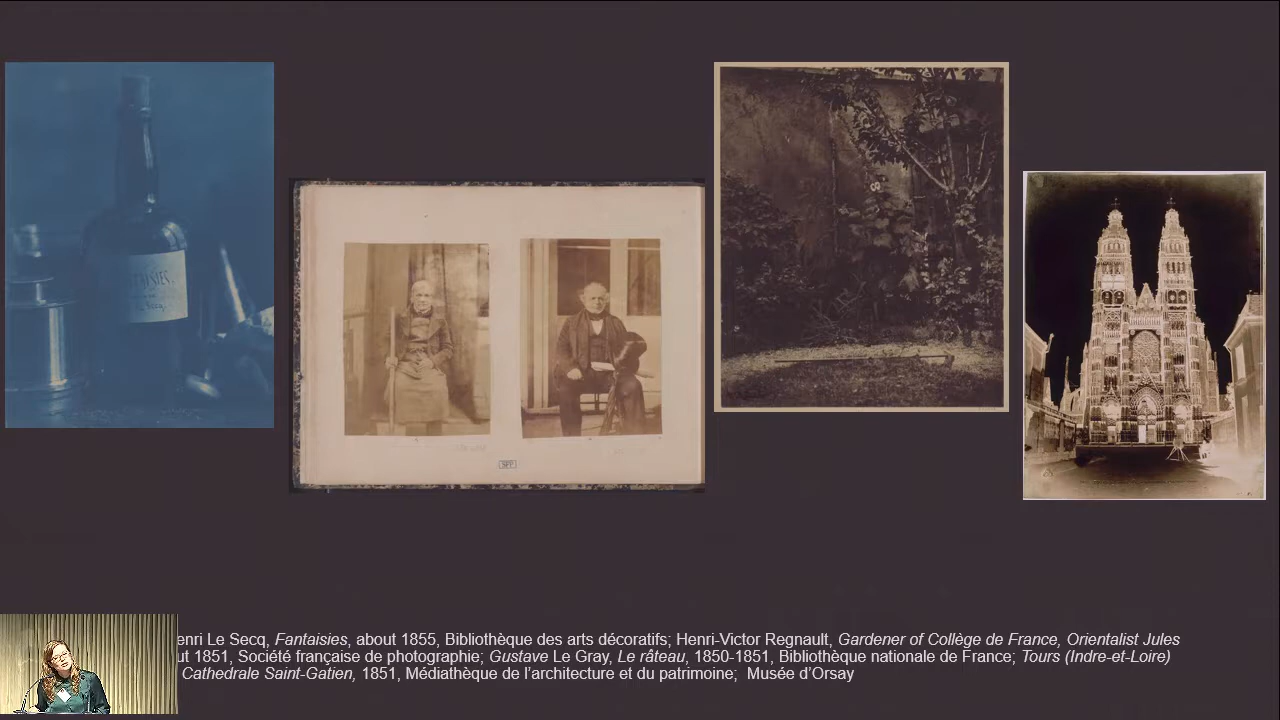 SFP
enri Le Secq, Fantaisies, about 1855, Bibliothèque des arts décoratifs; Henri-Victor Regnault, Gardener of Collège de France, Orientalist Jules
ut 1851, Société française de photographie; Gustave Le Gray, Le râteau, 1850-1851, Bibliothèque nationale de France; Tours (Indre-et-Loire)
Cathedrale Saint-Gatien, 1851, Médiathèque de l'architecture et du patrimoine; Musée d'Orsay